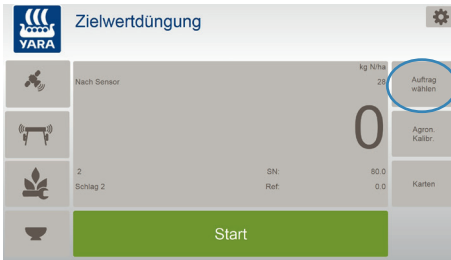 YARA
Zielwertdüngung
kg N/ha
Nach Sensor
28
Auftrag
wählen
0
Agron.
Kalibr.
2
SN:
80.0
Schlag 2
Ref:
0.0
Karten
Start